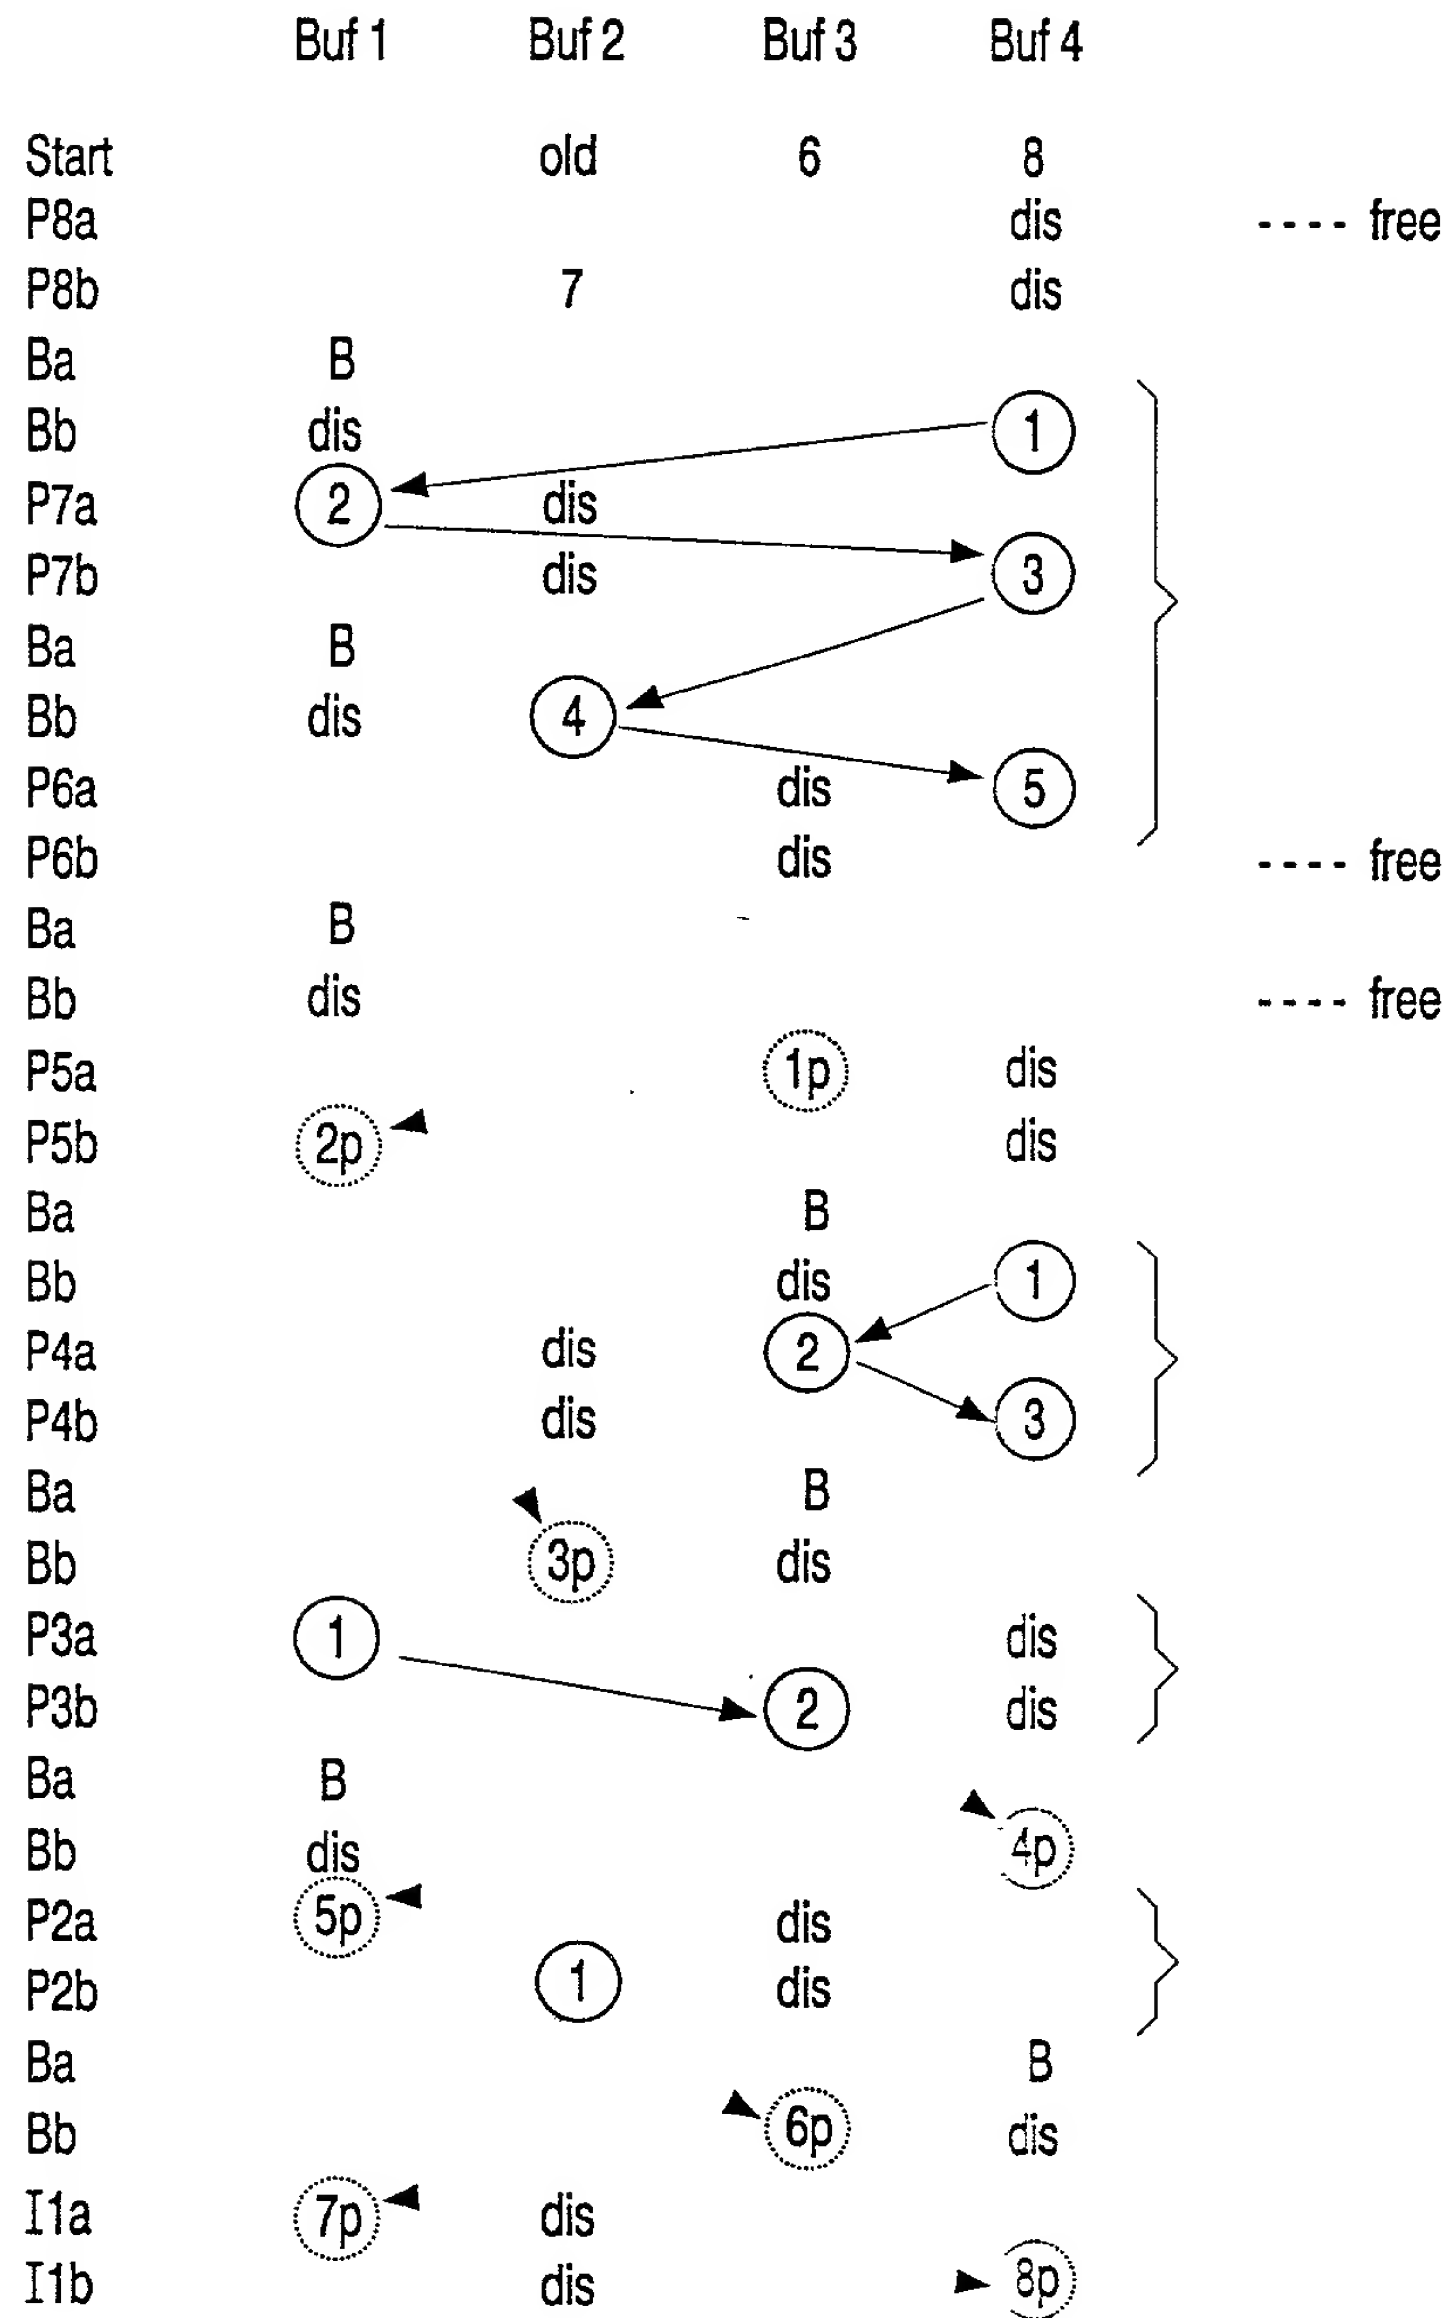 Buf 1 Buf 2 Buf 3 Buf 4
Start old 6 8
P8a dis ---- free
P8b 7 dis
Ba B
Bb dis 1
P7a 2 dis
P7b dis 3
Ba B
Bb dis 4
P6a dis 5
P6b dis ---- free
Ba B
Bb dis ---- free
P5a 1p dis
P5b 2p dis
Ba B
Bb dis 1
P4a dis 2
P4b dis 3
Ba B
Bb 3p dis
P3a 1 dis
P3b 2 dis
Ba B
Bb dis 4p
P2a 5p dis
P2b 1 dis
Ba B
Bb 6p dis
I1a 7p dis
I1b dis 8p